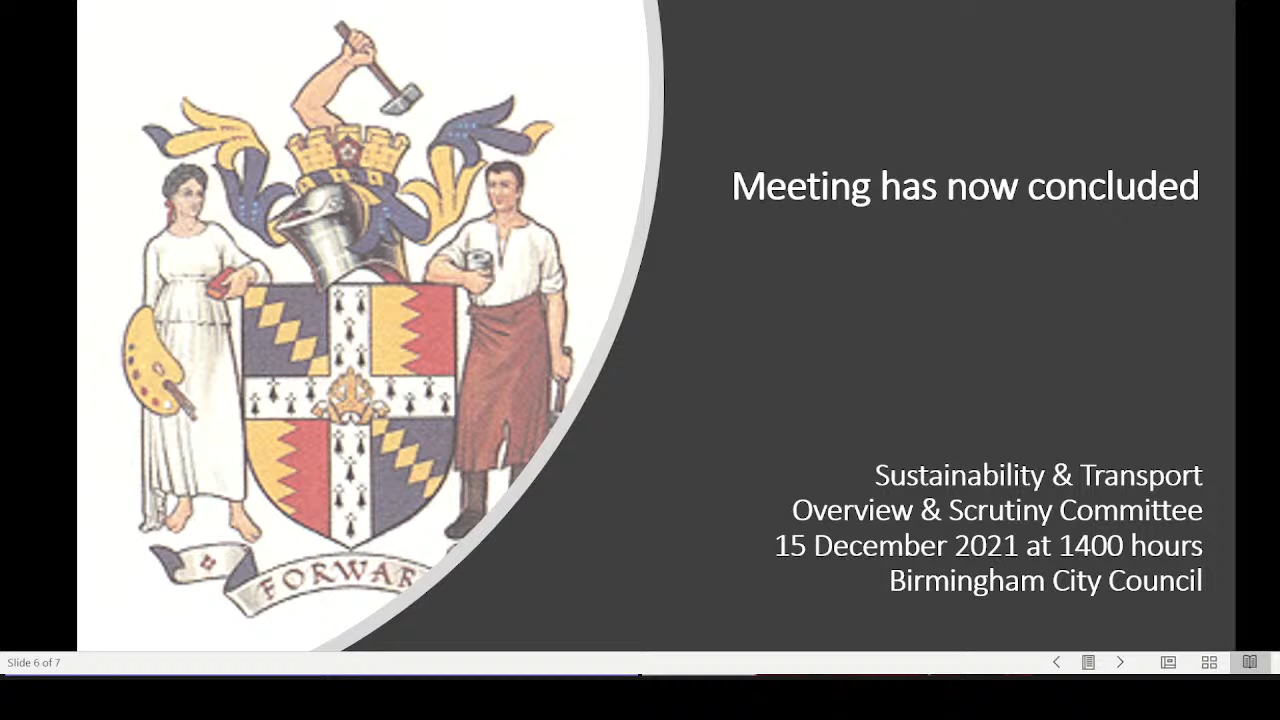 Meeting has now concluded
Sustainability & Transport
Overview & Scrutiny Committee
15 December 2021 at 1400 hours
Birmingham City Council
FORWAR
Slide 6 of 7